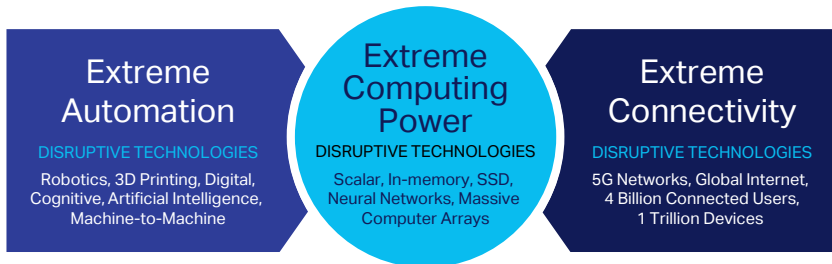 Extreme
Automation
DISRUPTIVE TECHNOLOGIES
Robotics, 3D Printing, Digital,
Cognitive, Artificial Intelligence,
Machine-to-Machine
Extreme
Computing
Power
DISRUPTIVE TECHNOLOGIES
Scalar, In-memory, SSD,
Neural Networks, Massive
Computer Arrays
Extreme
Connectivity
DISRUPTIVE TECHNOLOGIES
5G Networks, Global Internet,
4 Billion Connected Users,
1 Trillion Devices